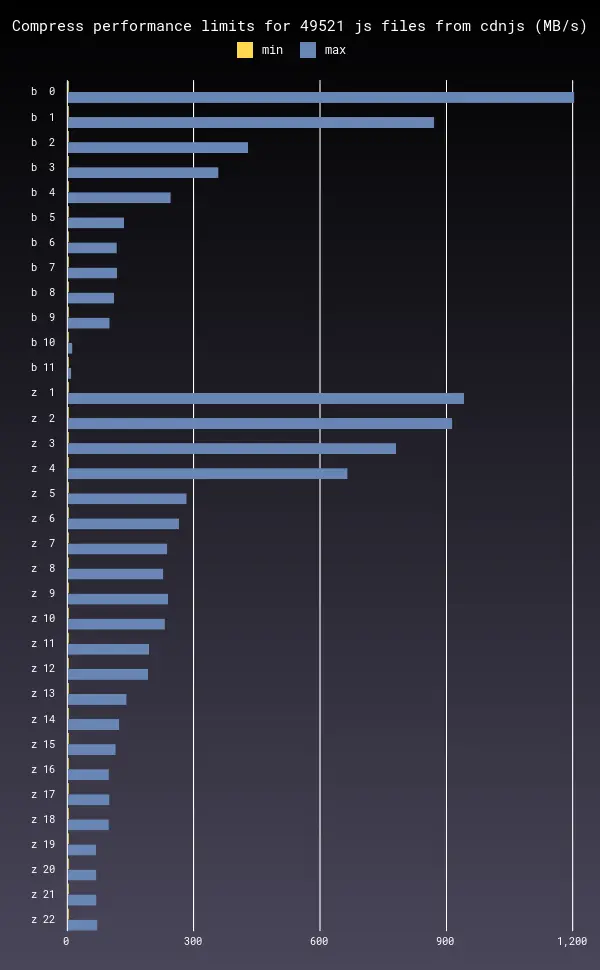 Compress performance limits for 49521 js files from cdnjs (MB/s)
min max
b 0
b 1
b 2
b 3
b 4
b 5
b 6
b 7
b 8
b 9
b 10
b 11
z 1
z 2
z 3
z 4
z 5
z 6
z 7
z 8
z 9
z 10
z 11
z 12
z 13
z 14
z 15
z 16
z 17
z 18
z 19
z 20
z 21
z 22
0 300 600 900 1,200